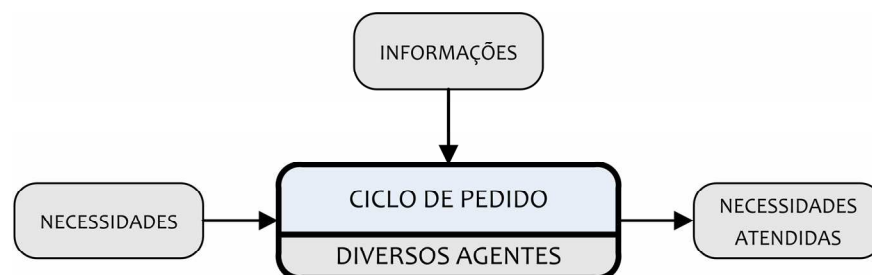 INFORMAÇÕES
NECESSIDADES
CICLO DE PEDIDO
DIVERSOS AGENTES
NECESSIDADES
ATENDIDAS